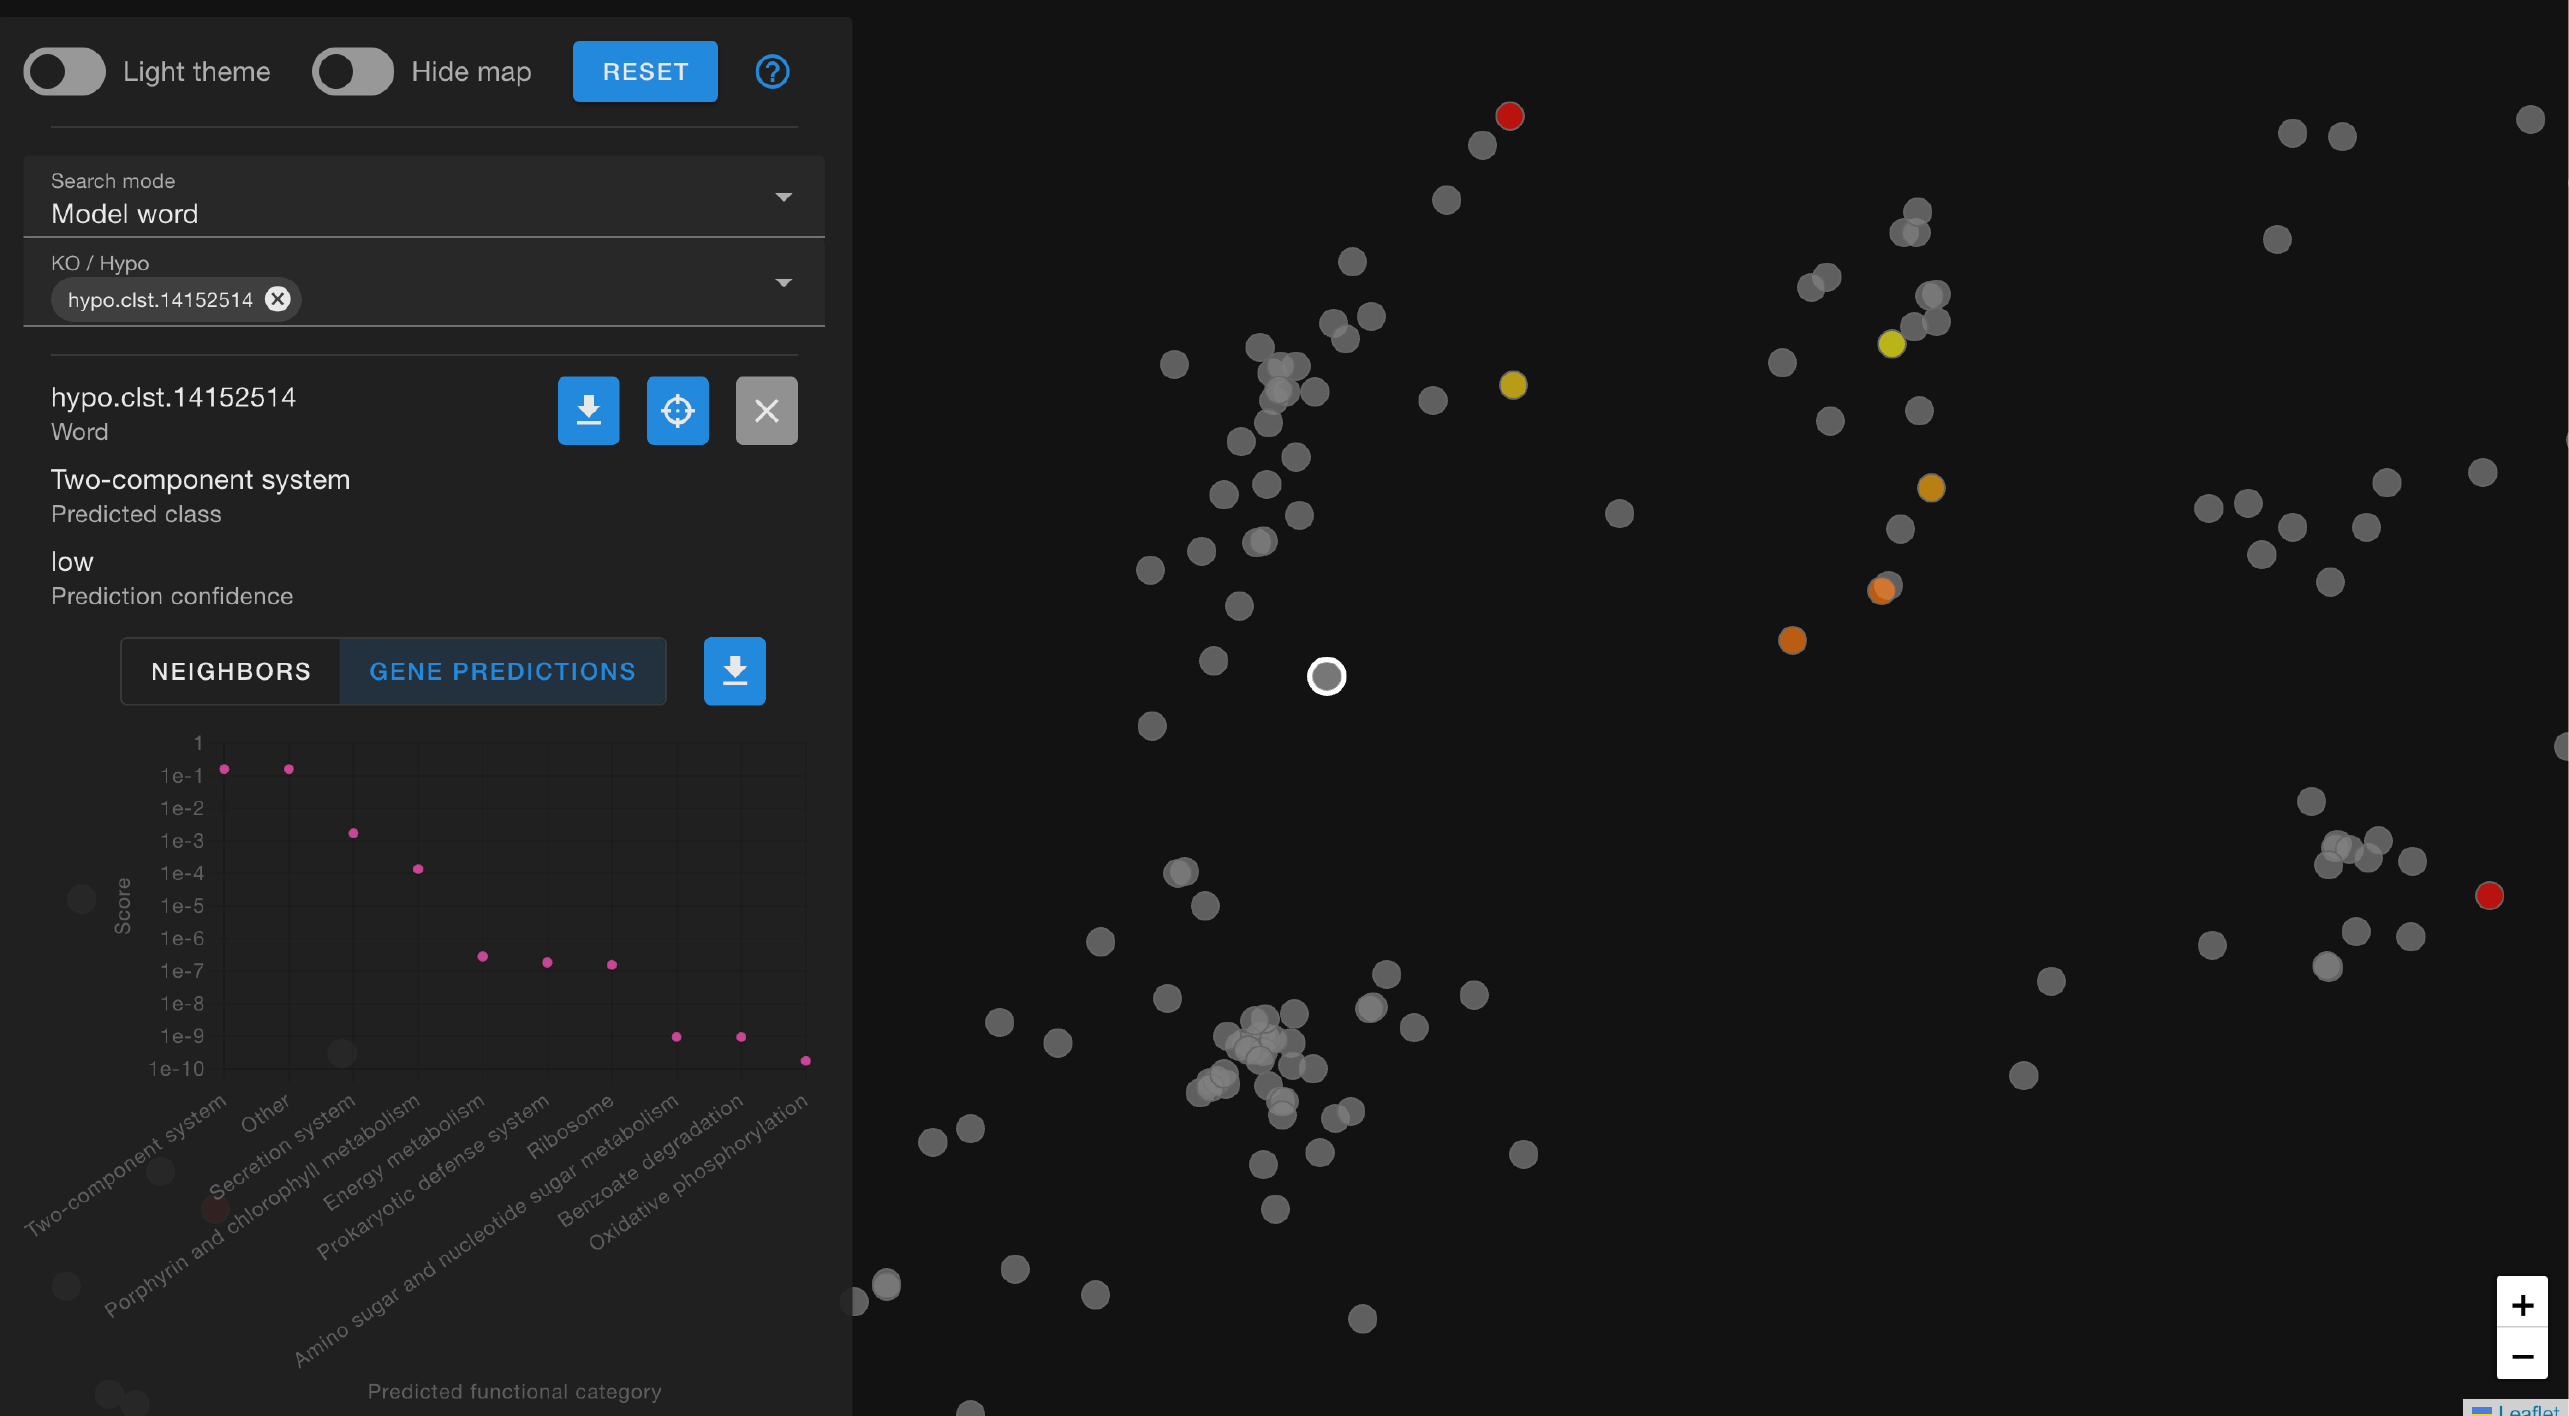 Light theme
Hide map
RESET
?
Search mode
Model word
KO / Hypo
hypo.clst.14152514
hypo.clst.14152514
Word
Two-component system
Predicted class
low
Prediction confidence
NEIGHBORS
GENE PREDICTIONS
1
1e-1
1e-2
1e-3
1e-4
1e-5
1e-6
1e-7
1e-8
1e-9
1e-10
Score
Two-component system
Other
Secretion system
Porphyrin and chlorophyll metabolism
Energy metabolism
Prokaryotic defense system
Ribosome
Amino sugar and nucleotide sugar metabolism
Benzoate degradation
Oxidative phosphorylation
Predicted functional category
+
−
Leaflet